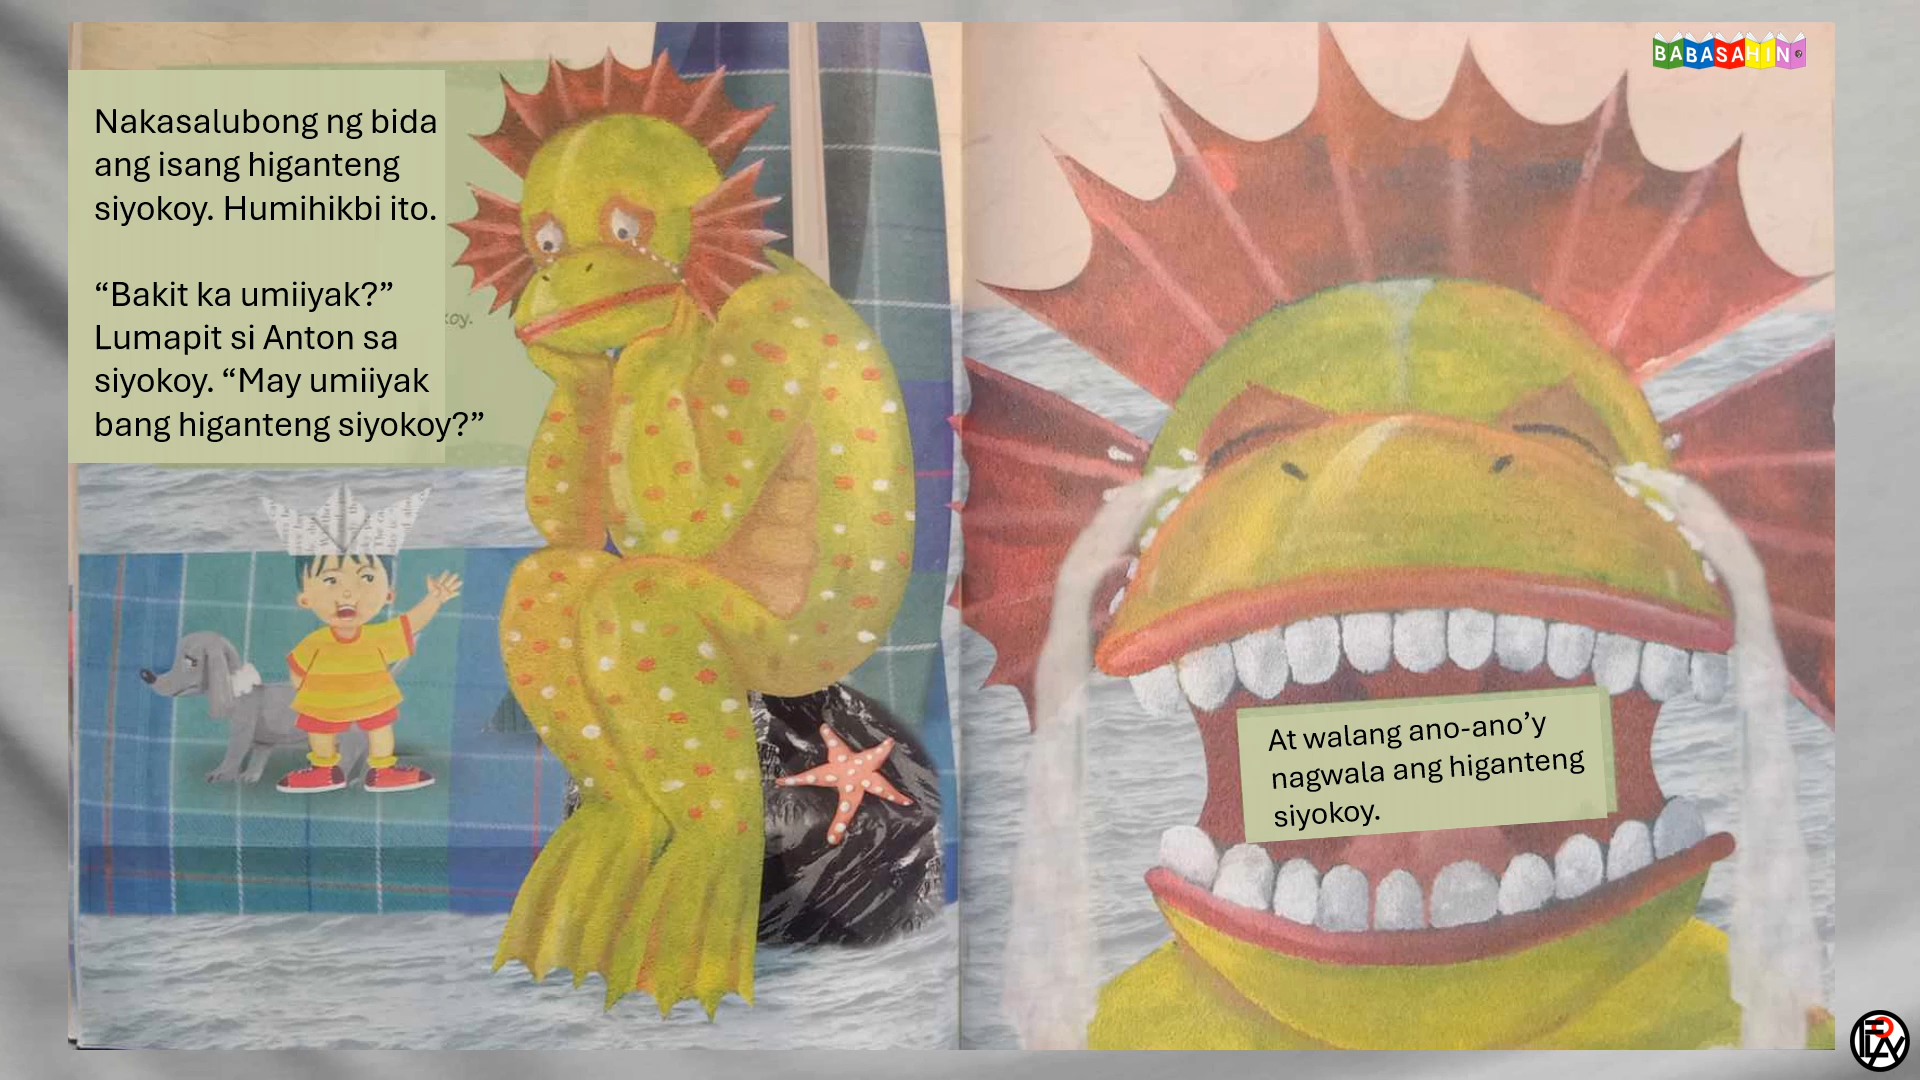 BABASAHIN
Nakasalubong ng bida
ang isang higanteng
siyokoy. Humihikbi ito.
“Bakit ka umiiyak?”
Lumapit si Anton sa
siyokoy. “May umiiyak
bang higanteng siyokoy?”
koy.
At walang ano-ano’y
nagwala ang higanteng
siyokoy.